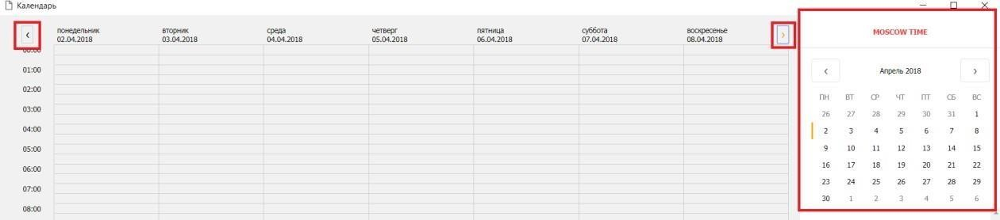 Календарь
понедельник вторник среда четверг пятница суббота воскресенье
02.04.2018 03.04.2018 04.04.2018 05.04.2018 06.04.2018 07.04.2018 08.04.2018
00:00
01:00
02:00
03:00
04:00
05:00
06:00
07:00
08:00
MOSCOW TIME
Апрель 2018
ПН ВТ СР ЧТ ПТ СБ ВС
26 27 28 29 30 31 1
2 3 4 5 6 7 8
9 10 11 12 13 14 15
16 17 18 19 20 21 22
23 24 25 26 27 28 29
30 1 2 3 4 5 6